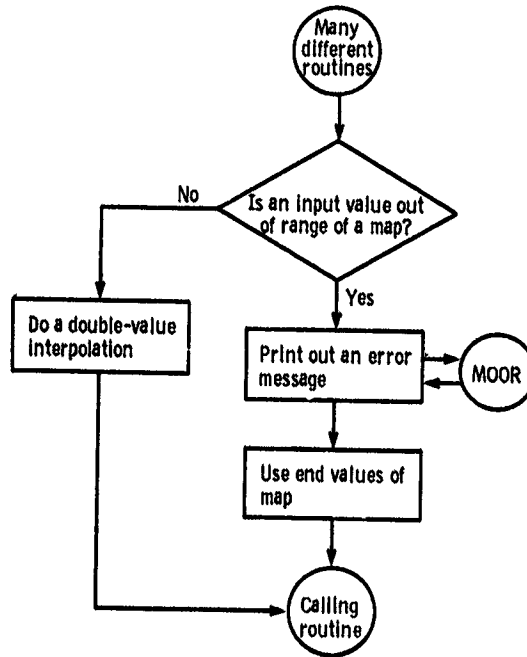 Many
different
routines
No
Is an input value out
of range of a map?
Yes
Do a double-value
interpolation
Print out an error
message
MOOR
Use end values of
map
Calling
routine